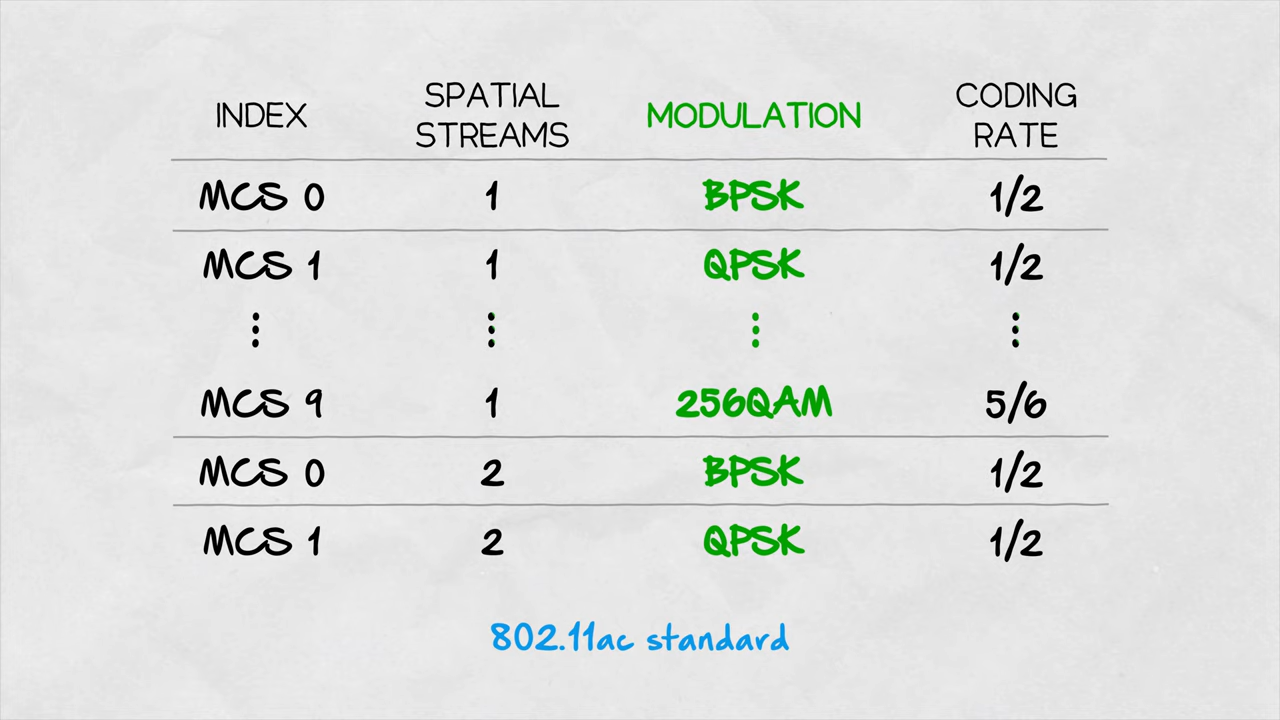 INDEX SPATIAL STREAMS MODULATION CODING RATE
MCS 0 1 BPSK 1/2
MCS 1 1 QPSK 1/2
⋮ ⋮ ⋮ ⋮
MCS 9 1 256QAM 5/6
MCS 0 2 BPSK 1/2
MCS 1 2 QPSK 1/2
802.11ac standard